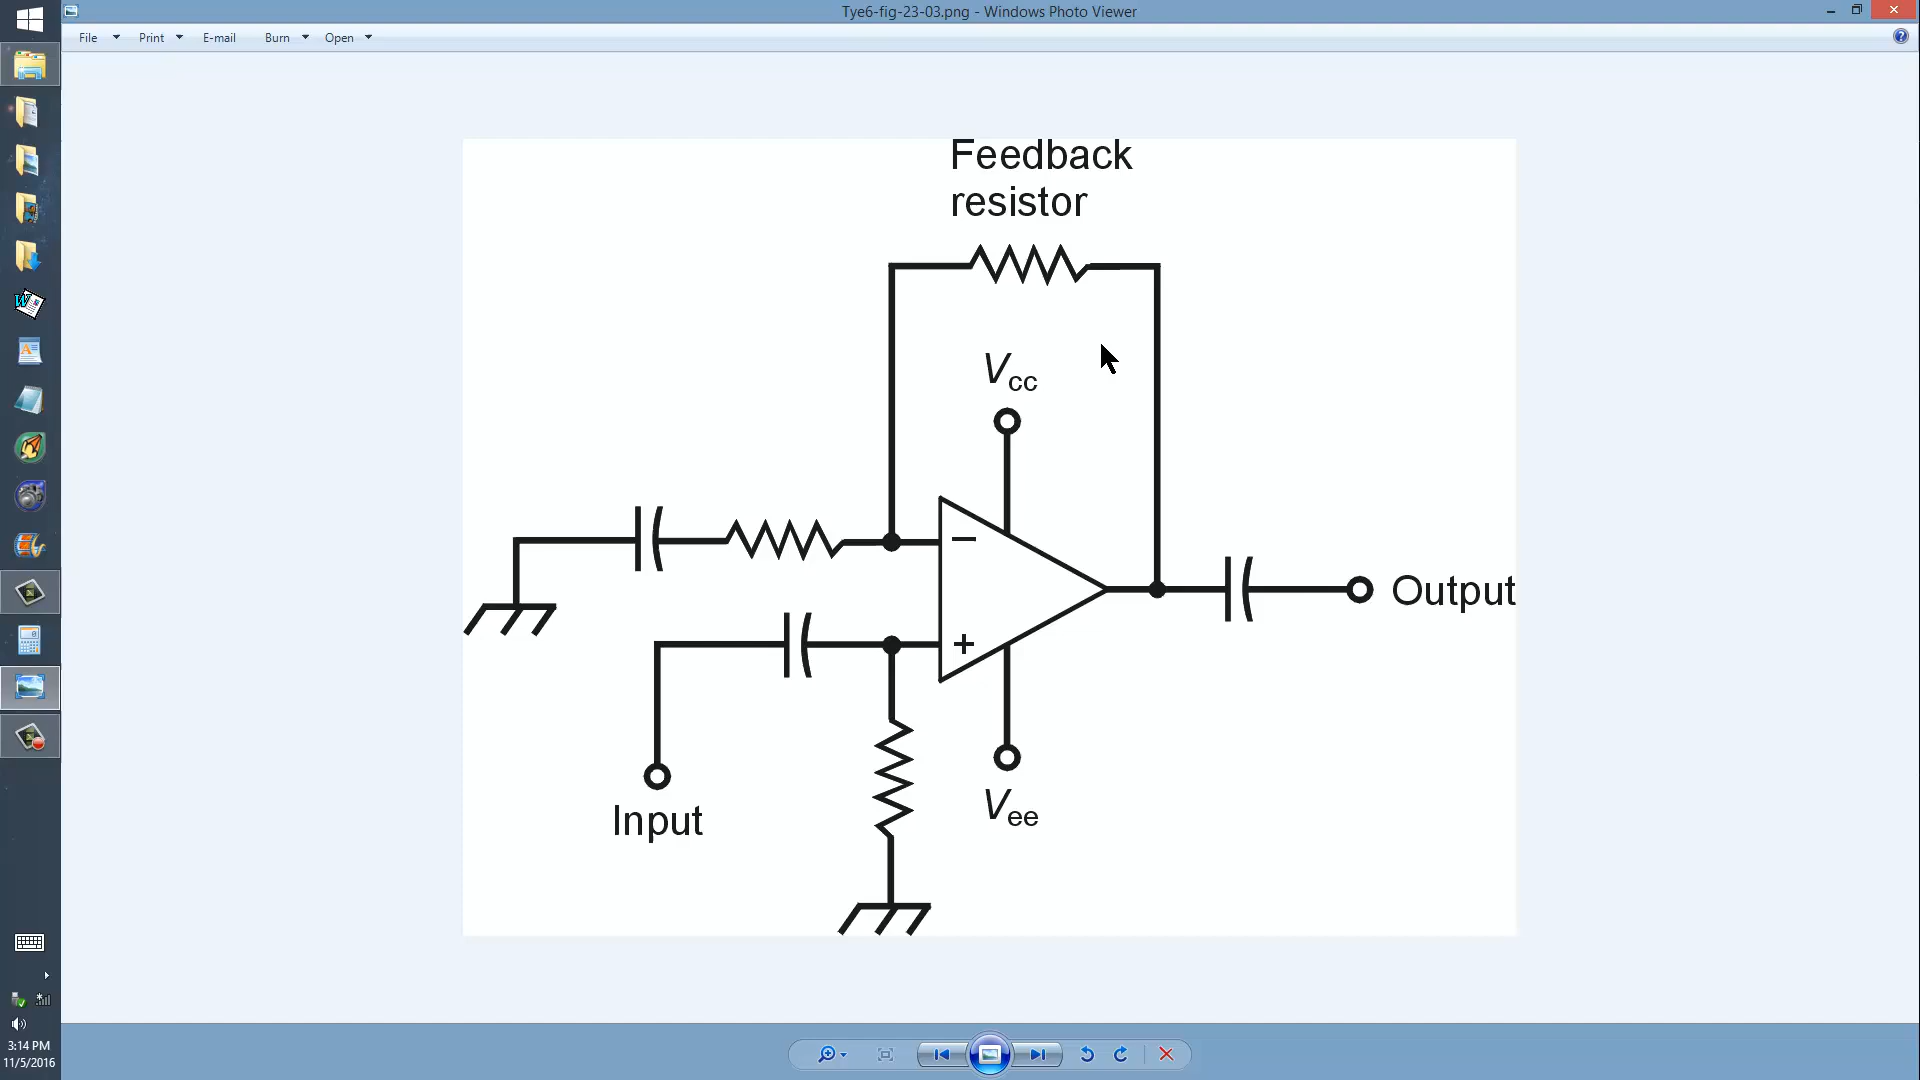 Tye6-fig-23-03.png - Windows Photo Viewer
File Print E-mail Burn Open
Feedback
resistor
Vcc
−
Output
+
Input
Vee
3:14 PM
11/5/2016